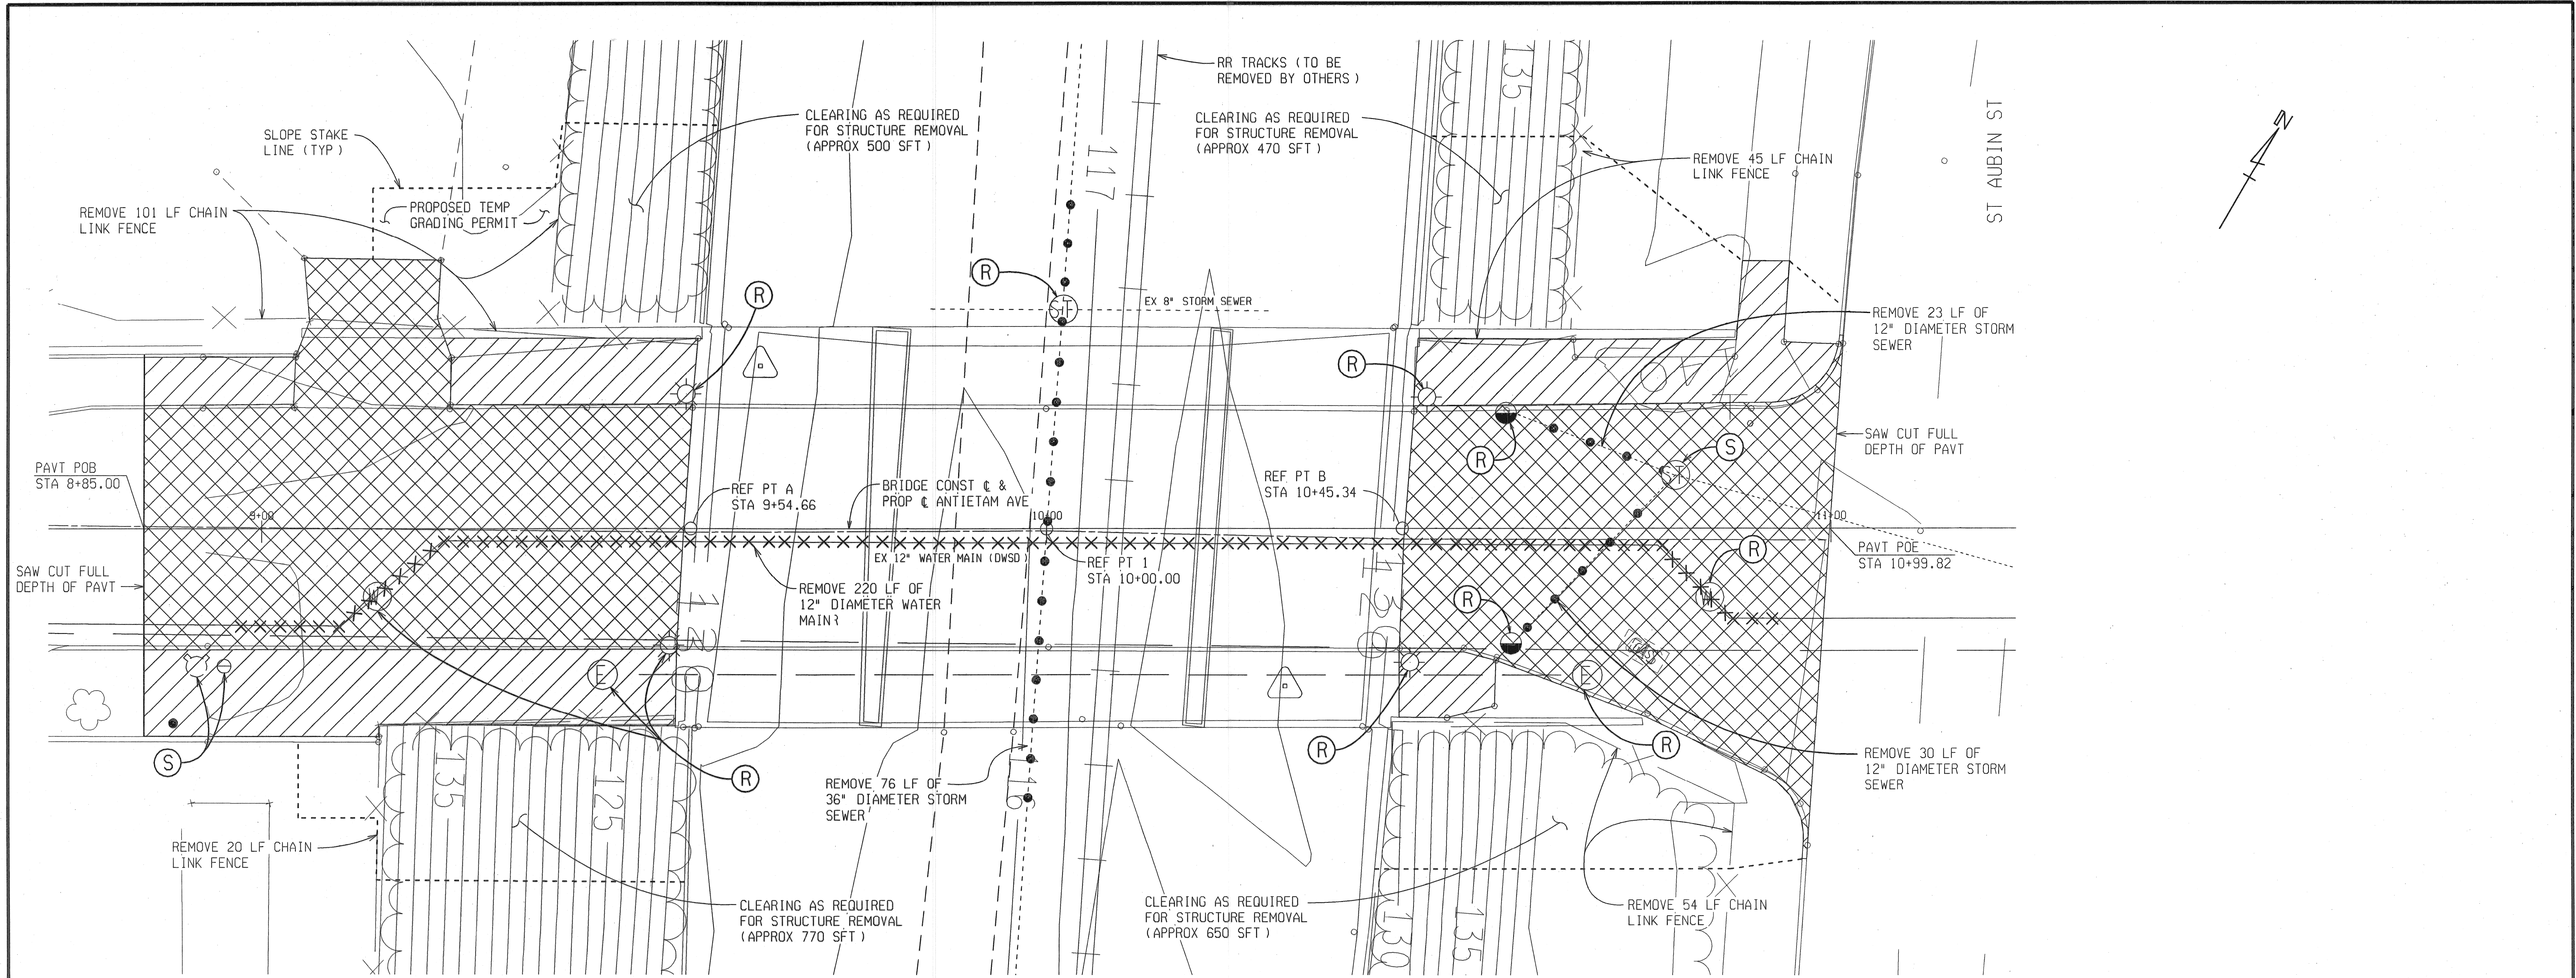 RR TRACKS (TO BE
REMOVED BY OTHERS)
CLEARING AS REQUIRED
FOR STRUCTURE REMOVAL
(APPROX 500 SFT)
CLEARING AS REQUIRED
FOR STRUCTURE REMOVAL
(APPROX 470 SFT)
135
ST AUBIN ST
N
SLOPE STAKE
LINE (TYP)
117
REMOVE 45 LF CHAIN
LINK FENCE
REMOVE 101 LF CHAIN
LINK FENCE
PROPOSED TEMP
GRADING PERMIT
R
R
ST
EX 8" STORM SEWER
REMOVE 23 LF OF
12" DIAMETER STORM
SEWER
R
SAW CUT FULL
DEPTH OF PAVT
S
R
ST
PAVT POB
STA 8+85.00
REF PT A
STA 9+54.66
BRIDGE CONST ℄ &
PROP ℄ ANTIETAM AVE
REF PT B
STA 10+45.34
9+00
10+00
11+00
EX 12" WATER MAIN (DWSD)
REF PT 1
STA 10+00.00
PAVT POE
STA 10+99.82
R
SAW CUT FULL
DEPTH OF PAVT
REMOVE 220 LF OF
12" DIAMETER WATER
MAIN
W
W
R
130
130
128
GAS
E
E
S
R
R
R
REMOVE 76 LF OF
36" DIAMETER STORM
SEWER
116
REMOVE 30 LF OF
12" DIAMETER STORM
SEWER
135
125
REMOVE 20 LF CHAIN
LINK FENCE
CLEARING AS REQUIRED
FOR STRUCTURE REMOVAL
(APPROX 770 SFT)
CLEARING AS REQUIRED
FOR STRUCTURE REMOVAL
(APPROX 650 SFT)
130
135
REMOVE 54 LF CHAIN
LINK FENCE